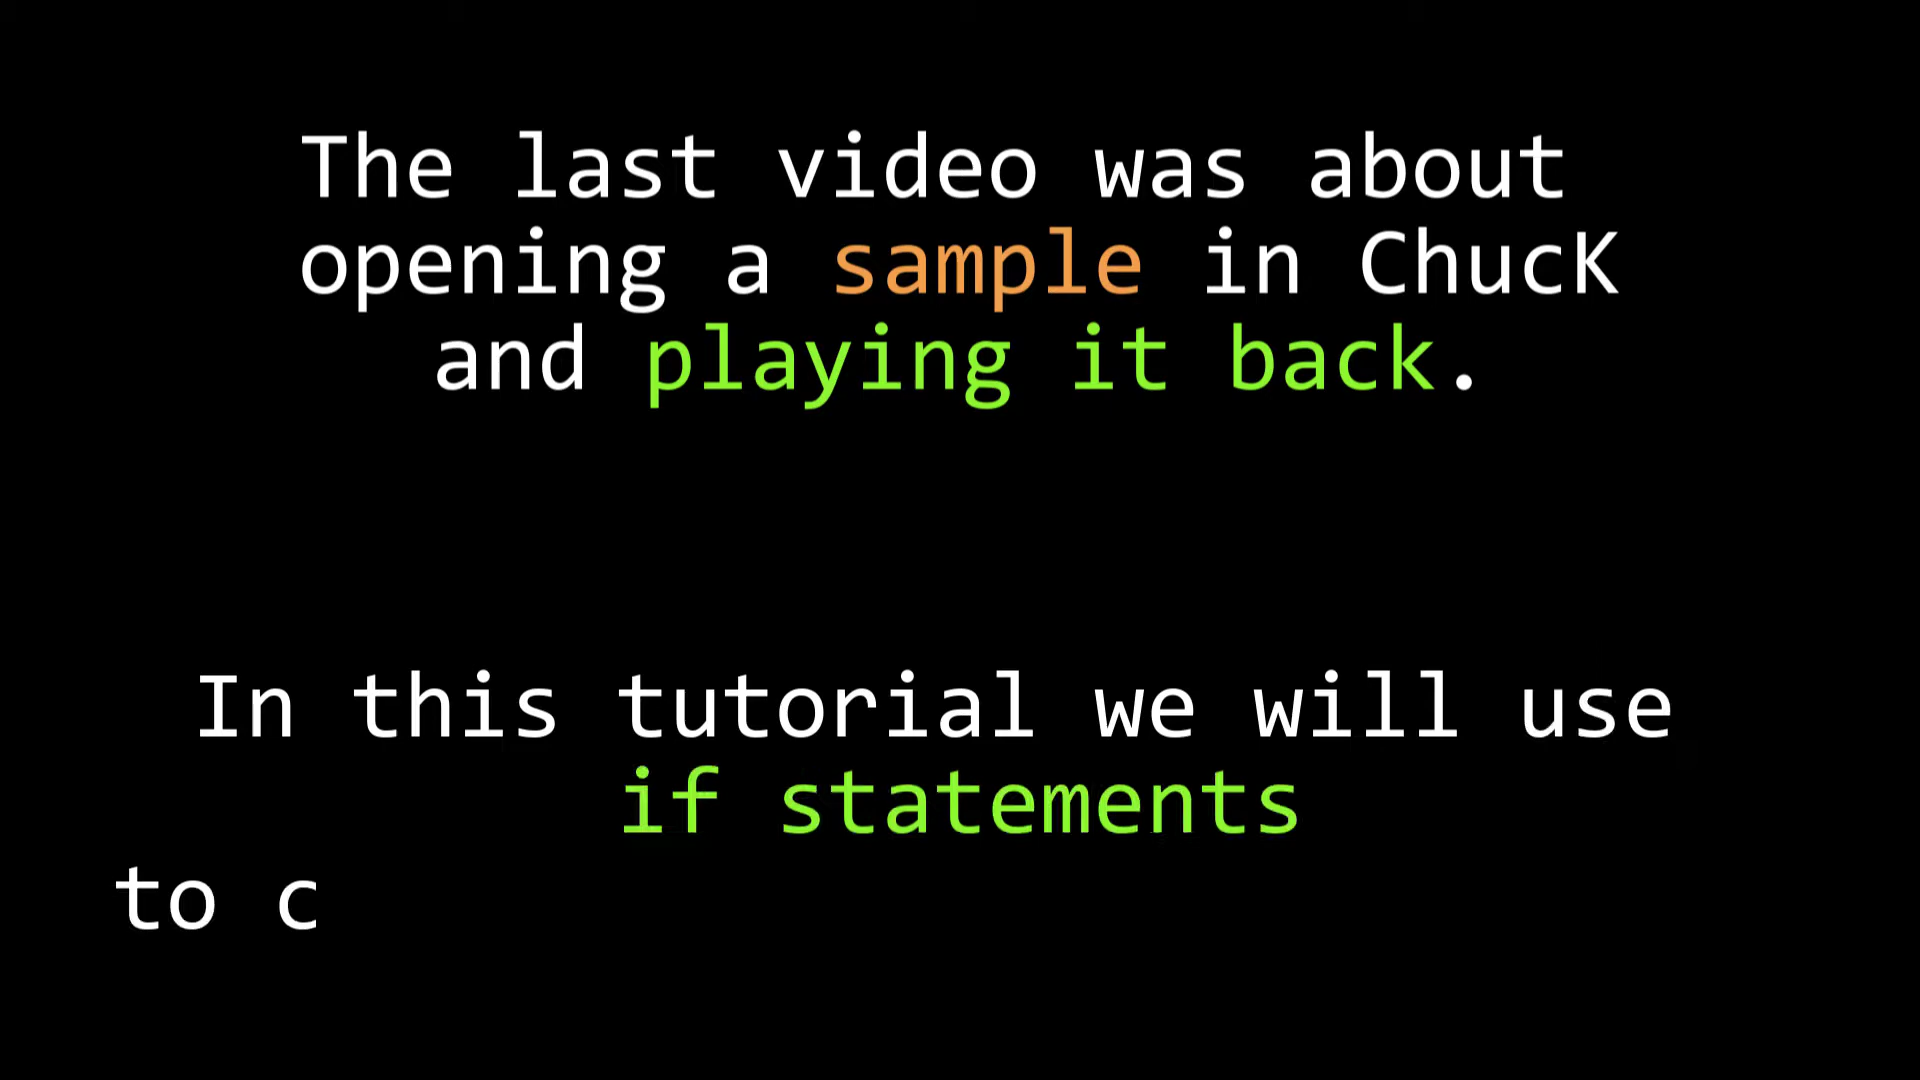 The last video was about
opening a sample in ChucK
and playing it back.
In this tutorial we will use
if statements
to c